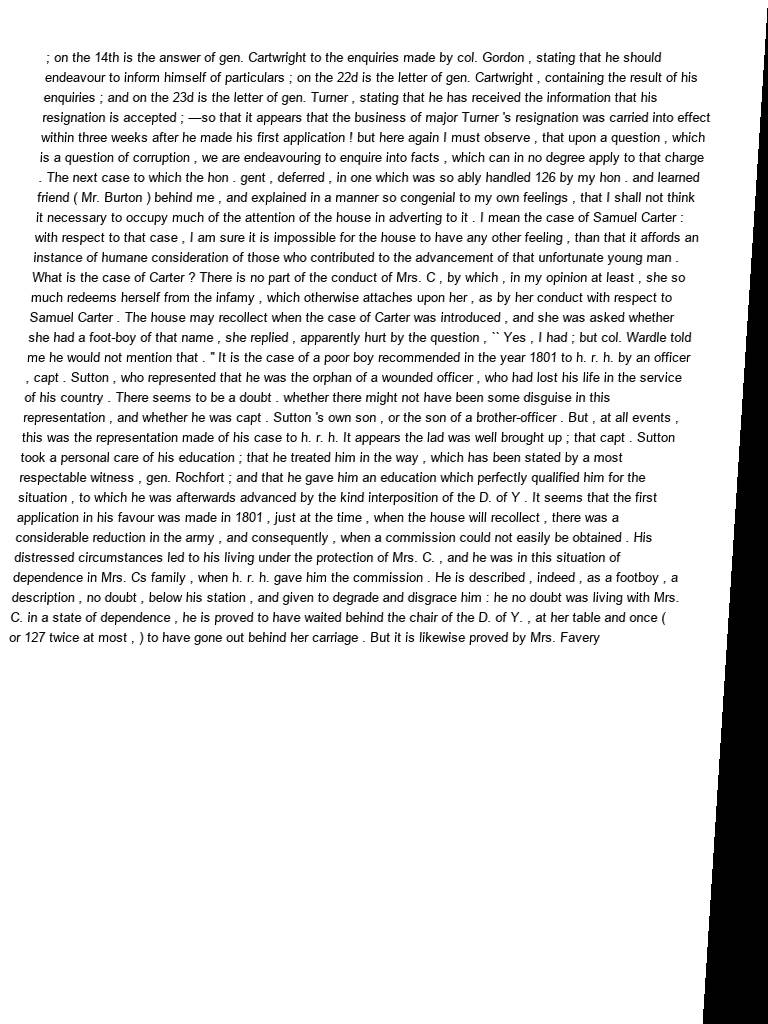 ; on the 14th is the answer of gen. Cartwright to the enquiries made by col. Gordon , stating that he should
endeavour to inform himself of particulars ; on the 22d is the letter of gen. Cartwright , containing the result of his
enquiries ; and on the 23d is the letter of gen. Turner , stating that he has received the information that his
resignation is accepted ; —so that it appears that the business of major Turner 's resignation was carried into effect
within three weeks after he made his first application ! but here again I must observe , that upon a question , which
is a question of corruption , we are endeavouring to enquire into facts , which can in no degree apply to that charge
. The next case to which the hon . gent , deferred , in one which was so ably handled 126 by my hon . and learned
friend ( Mr. Burton ) behind me , and explained in a manner so congenial to my own feelings , that I shall not think
it necessary to occupy much of the attention of the house in adverting to it . I mean the case of Samuel Carter :
with respect to that case , I am sure it is impossible for the house to have any other feeling , than that it affords an
instance of humane consideration of those who contributed to the advancement of that unfortunate young man .
What is the case of Carter ? There is no part of the conduct of Mrs. C , by which , in my opinion at least , she so
much redeems herself from the infamy , which otherwise attaches upon her , as by her conduct with respect to
Samuel Carter . The house may recollect when the case of Carter was introduced , and she was asked whether
she had a foot-boy of that name , she replied , apparently hurt by the question , `` Yes , I had ; but col. Wardle told
me he would not mention that . " It is the case of a poor boy recommended in the year 1801 to h. r. h. by an officer
, capt . Sutton , who represented that he was the orphan of a wounded officer , who had lost his life in the service
of his country . There seems to be a doubt . whether there might not have been some disguise in this
representation , and whether he was capt . Sutton 's own son , or the son of a brother-officer . But , at all events ,
this was the representation made of his case to h. r. h. It appears the lad was well brought up ; that capt . Sutton
took a personal care of his education ; that he treated him in the way , which has been stated by a most
respectable witness , gen. Rochfort ; and that he gave him an education which perfectly qualified him for the
situation , to which he was afterwards advanced by the kind interposition of the D. of Y . It seems that the first
application in his favour was made in 1801 , just at the time , when the house will recollect , there was a
considerable reduction in the army , and consequently , when a commission could not easily be obtained . His
distressed circumstances led to his living under the protection of Mrs. C. , and he was in this situation of
dependence in Mrs. Cs family , when h. r. h. gave him the commission . He is described , indeed , as a footboy , a
description , no doubt , below his station , and given to degrade and disgrace him : he no doubt was living with Mrs.
C. in a state of dependence , he is proved to have waited behind the chair of the D. of Y. , at her table and once (
or 127 twice at most , ) to have gone out behind her carriage . But it is likewise proved by Mrs. Favery